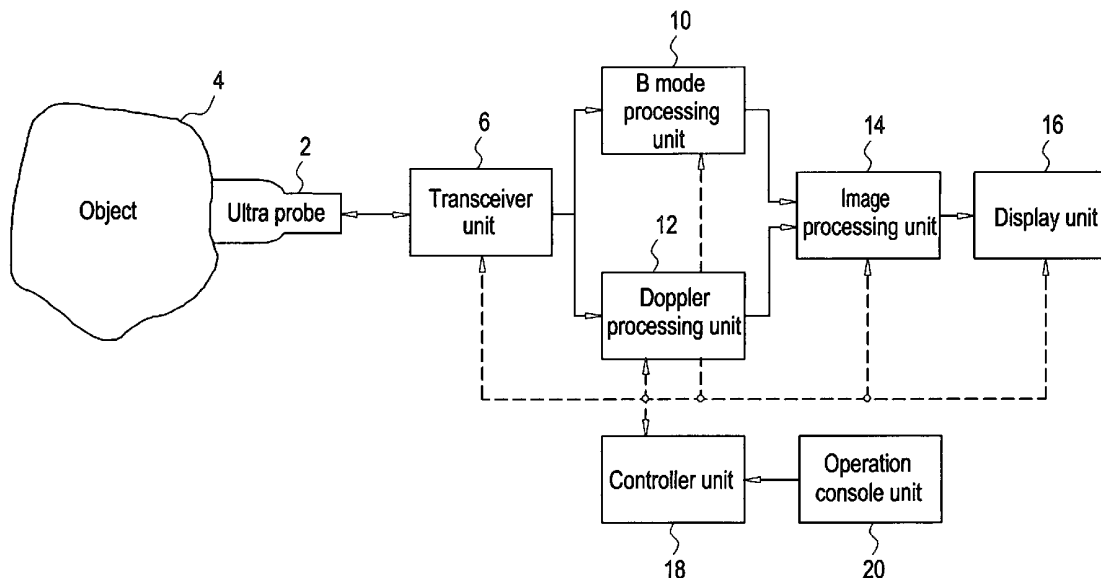 10
B mode
processing
unit
4
2
6
14
16
Object
Ultra probe
Transceiver
unit
Image
processing unit
Display unit
12
Doppler
processing unit
Controller unit
Operation
console unit
18
20